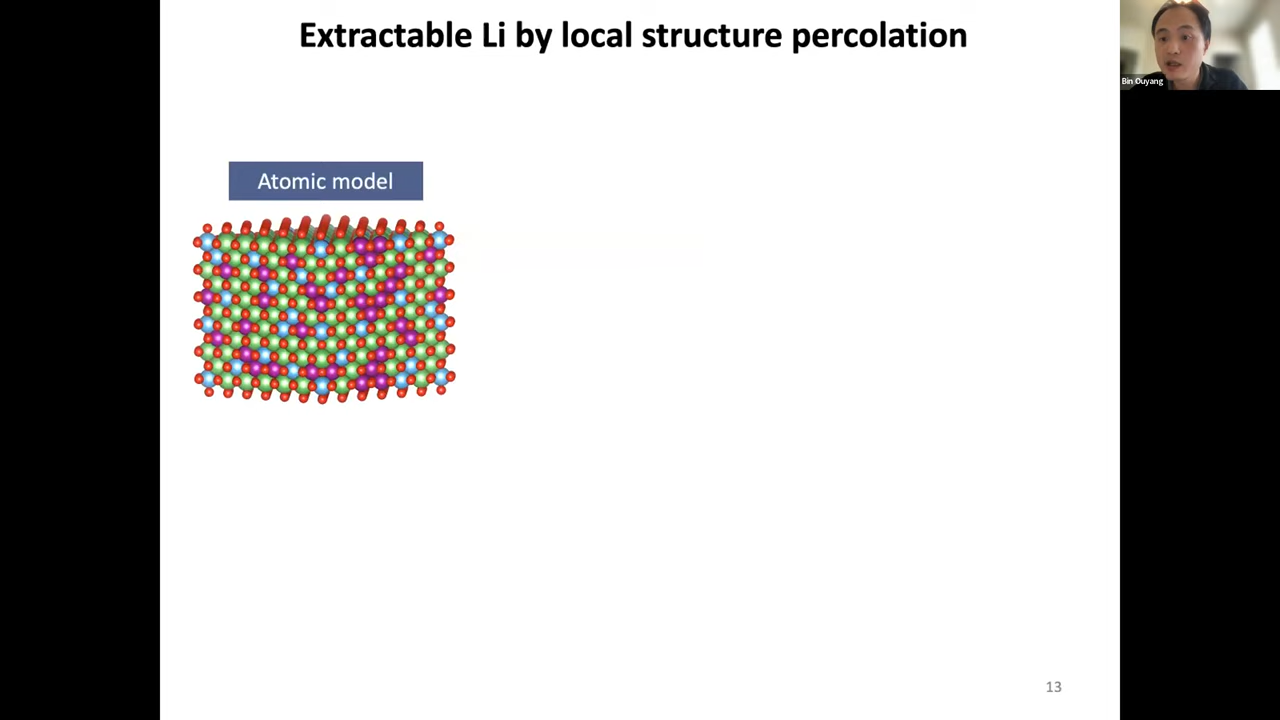 Extractable Li by local structure percolation
Bin Ouyang
Atomic model
13